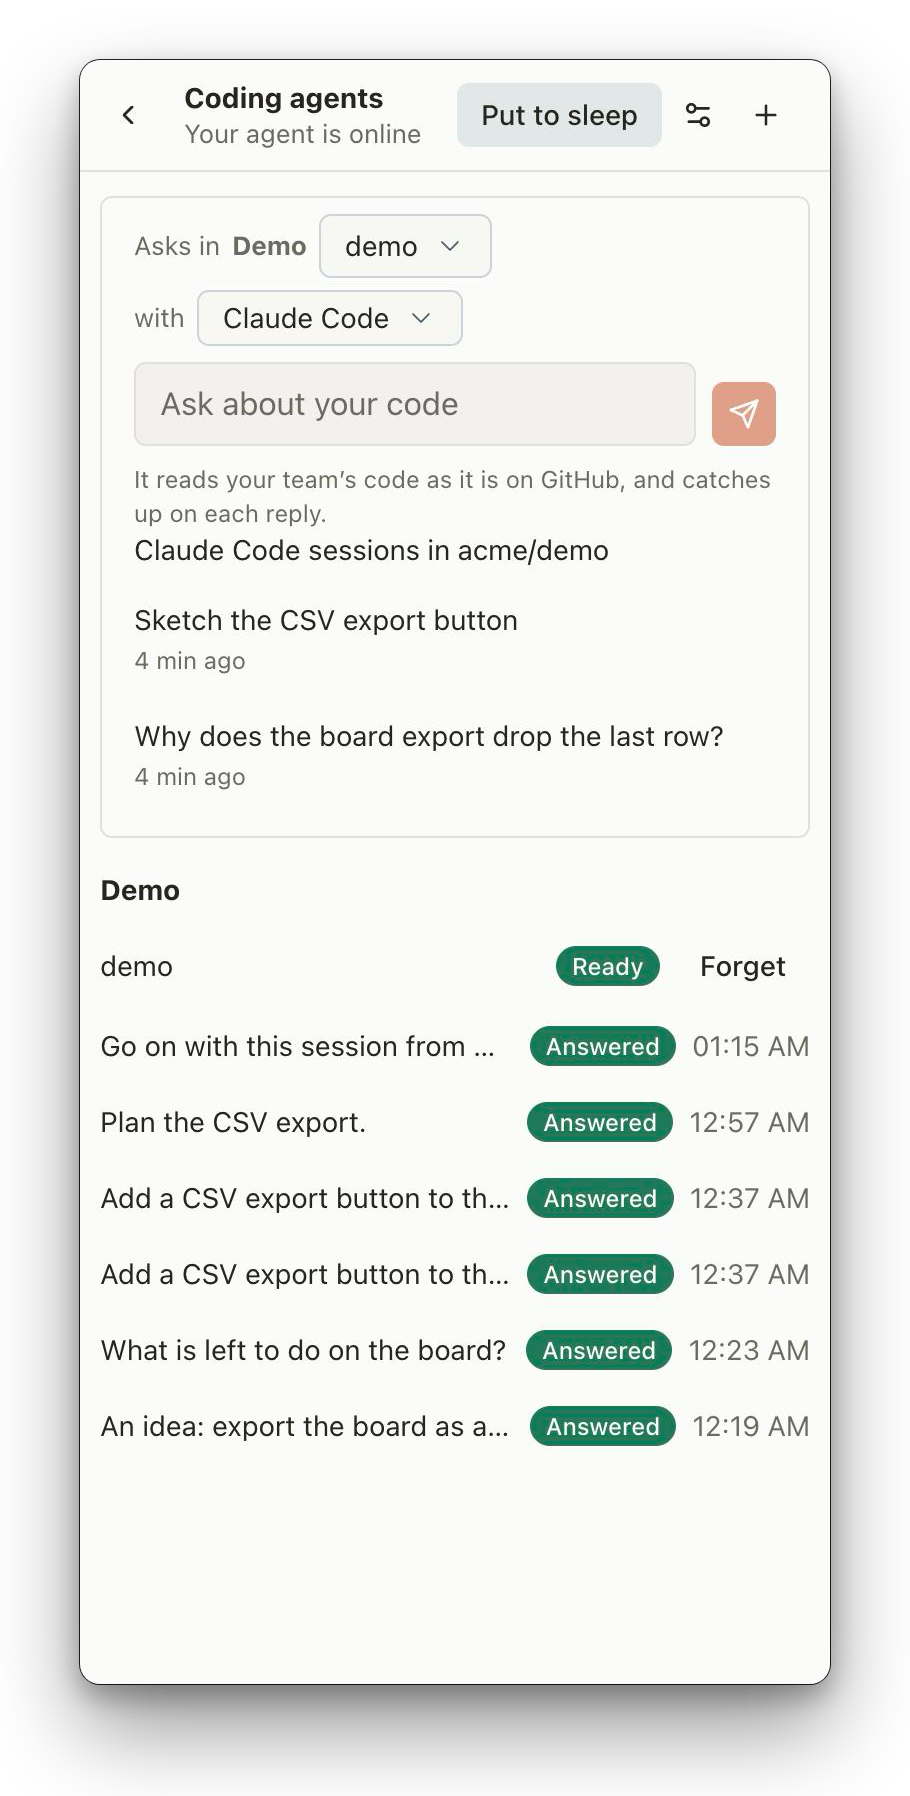 Coding agents
Your agent is online
Put to sleep
Asks in Demo demo
with Claude Code
Ask about your code
It reads your team’s code as it is on GitHub, and catches
up on each reply.
Claude Code sessions in acme/demo
Sketch the CSV export button
4 min ago
Why does the board export drop the last row?
4 min ago
Demo
demo Ready Forget
Go on with this session from ... Answered 01:15 AM
Plan the CSV export. Answered 12:57 AM
Add a CSV export button to th... Answered 12:37 AM
Add a CSV export button to th... Answered 12:37 AM
What is left to do on the board? Answered 12:23 AM
An idea: export the board as a... Answered 12:19 AM